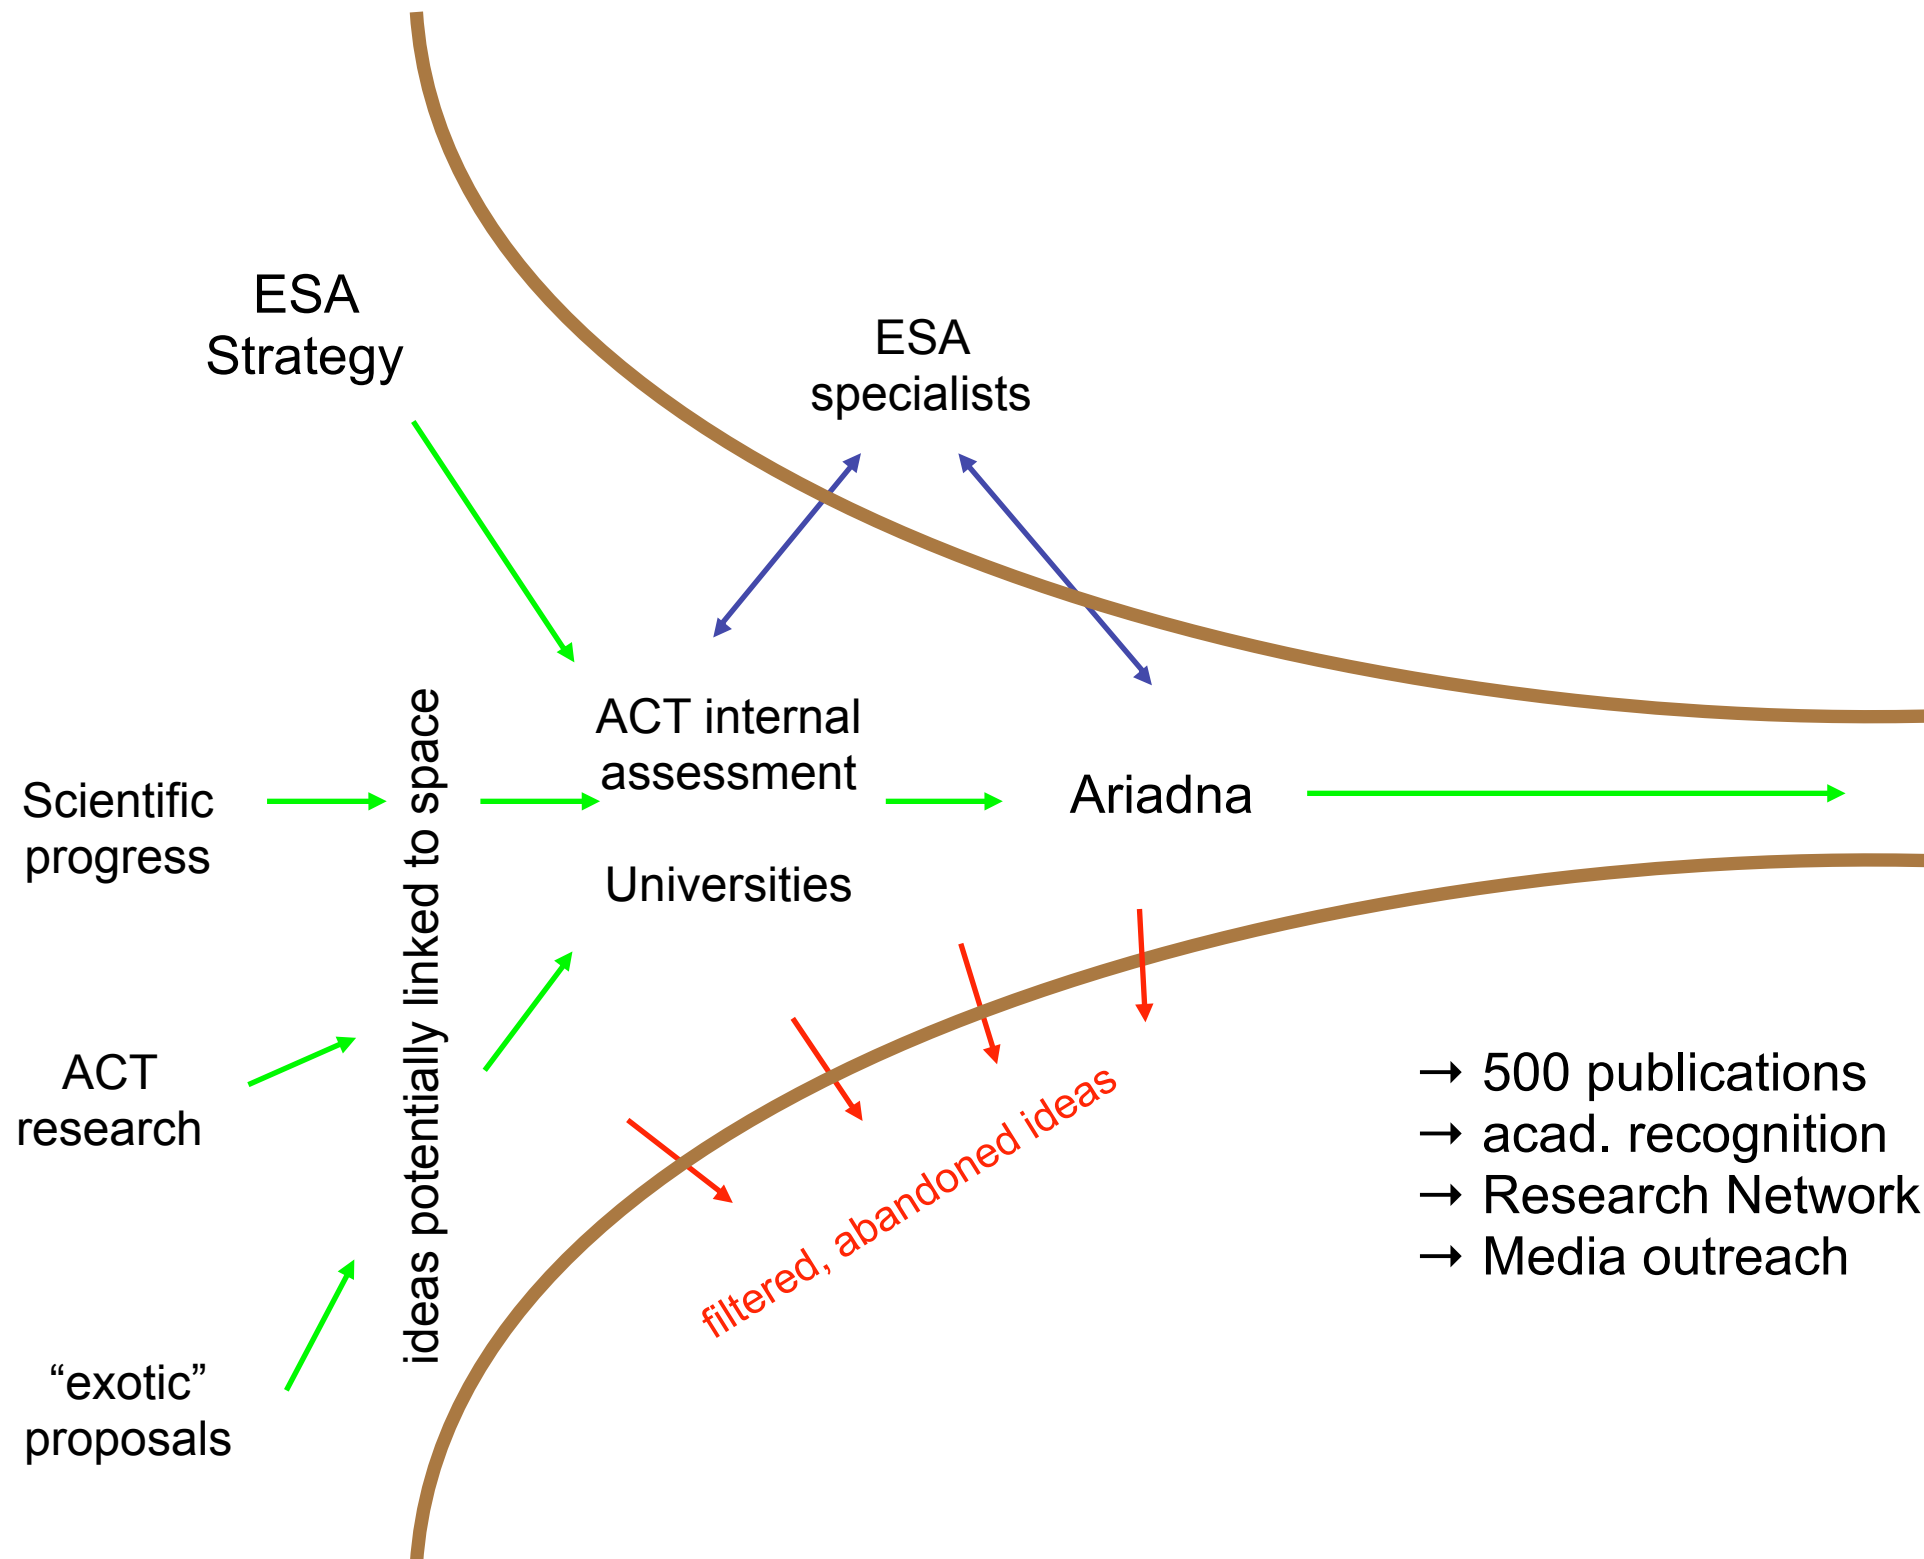 ESA
Strategy
ESA
specialists
Scientific
progress
ACT
research
“exotic”
proposals
ideas potentially linked to space
ACT internal
assessment
Universities
Ariadna
filtered, abandoned ideas
→ 500 publications
→ acad. recognition
→ Research Network
→ Media outreach